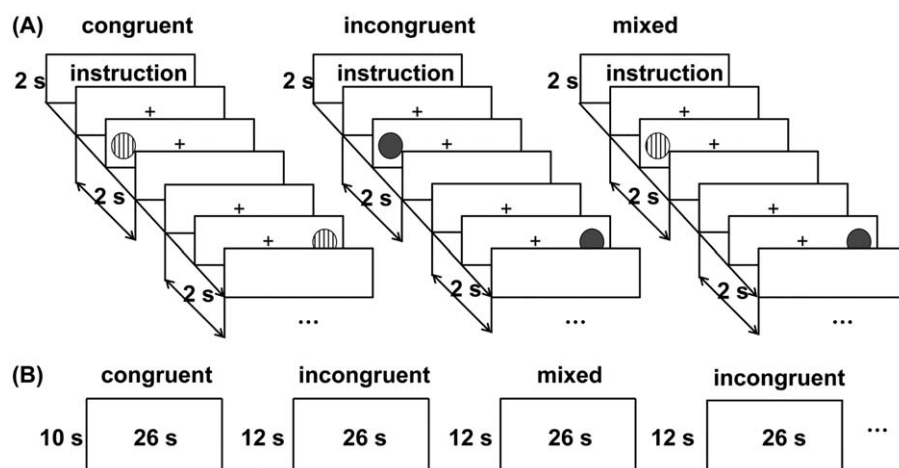 (A) congruent incongruent mixed
2 s instruction 2 s instruction 2 s instruction
+ + +
+ + +
2 s 2 s 2 s
+ + +
+ + +
2 s 2 s 2 s
... ... ...
(B) congruent incongruent mixed incongruent
10 s 26 s 12 s 26 s 12 s 26 s 12 s 26 s ...